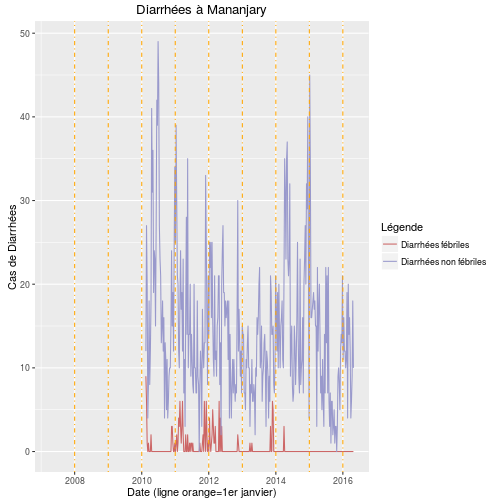 Diarrhées à Mananjary
Cas de Diarrhées
50
40
30
20
10
0
2008
2010
2012
2014
2016
Date (ligne orange=1er janvier)
Légende
Diarrhées fébriles
Diarrhées non fébriles